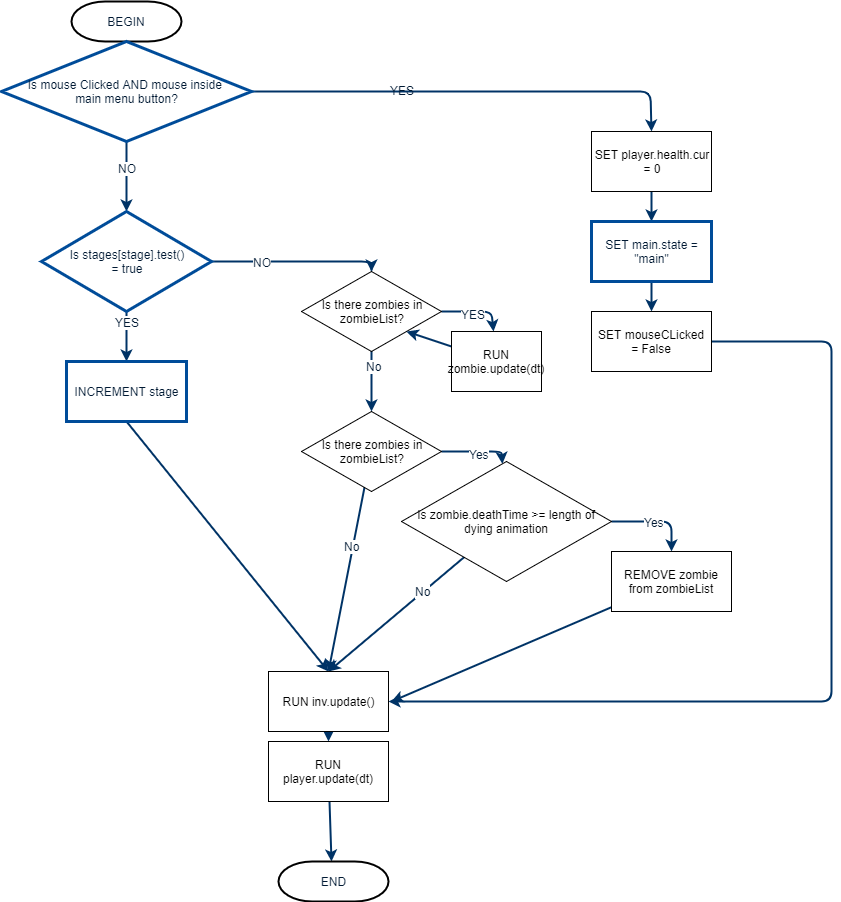 BEGIN
Is mouse Clicked AND mouse inside
main menu button?
YES
SET player.health.cur
= 0
NO
SET main.state =
"main"
Is stages[stage].test()
= true
NO
Is there zombies in
zombieList?
YES
YES
SET mouseCLicked
= False
RUN
zombie.update(dt)
No
INCREMENT stage
Is there zombies in
zombieList?
Yes
Is zombie.deathTime >= length of
dying animation
Yes
No
REMOVE zombie
from zombieList
No
RUN inv.update()
RUN
player.update(dt)
END